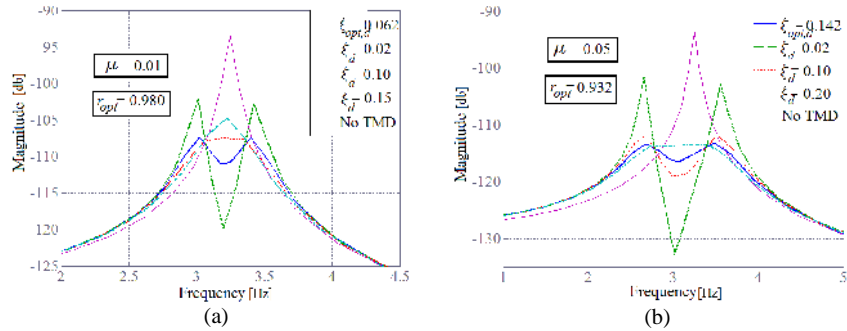 -90
-95
-100
-105
-110
-115
-120
-125
Magnitude [db]
μ = 0.01
r_opt = 0.980
ξ_opt,d 0.062
ξ_d 0.02
ξ_d 0.10
ξ_d = 0.15
No TMD
2
2.5
3
3.5
4
4.5
Frequency [Hz]
(a)
-90
-100
-110
-120
-130
Magnitude [db]
μ = 0.05
r_opt = 0.932
ξ_opt,d = 0.142
ξ_d = 0.02
ξ_d = 0.10
ξ_d = 0.20
No TMD
1
2
3
4
5
Frequency [Hz]
(b)